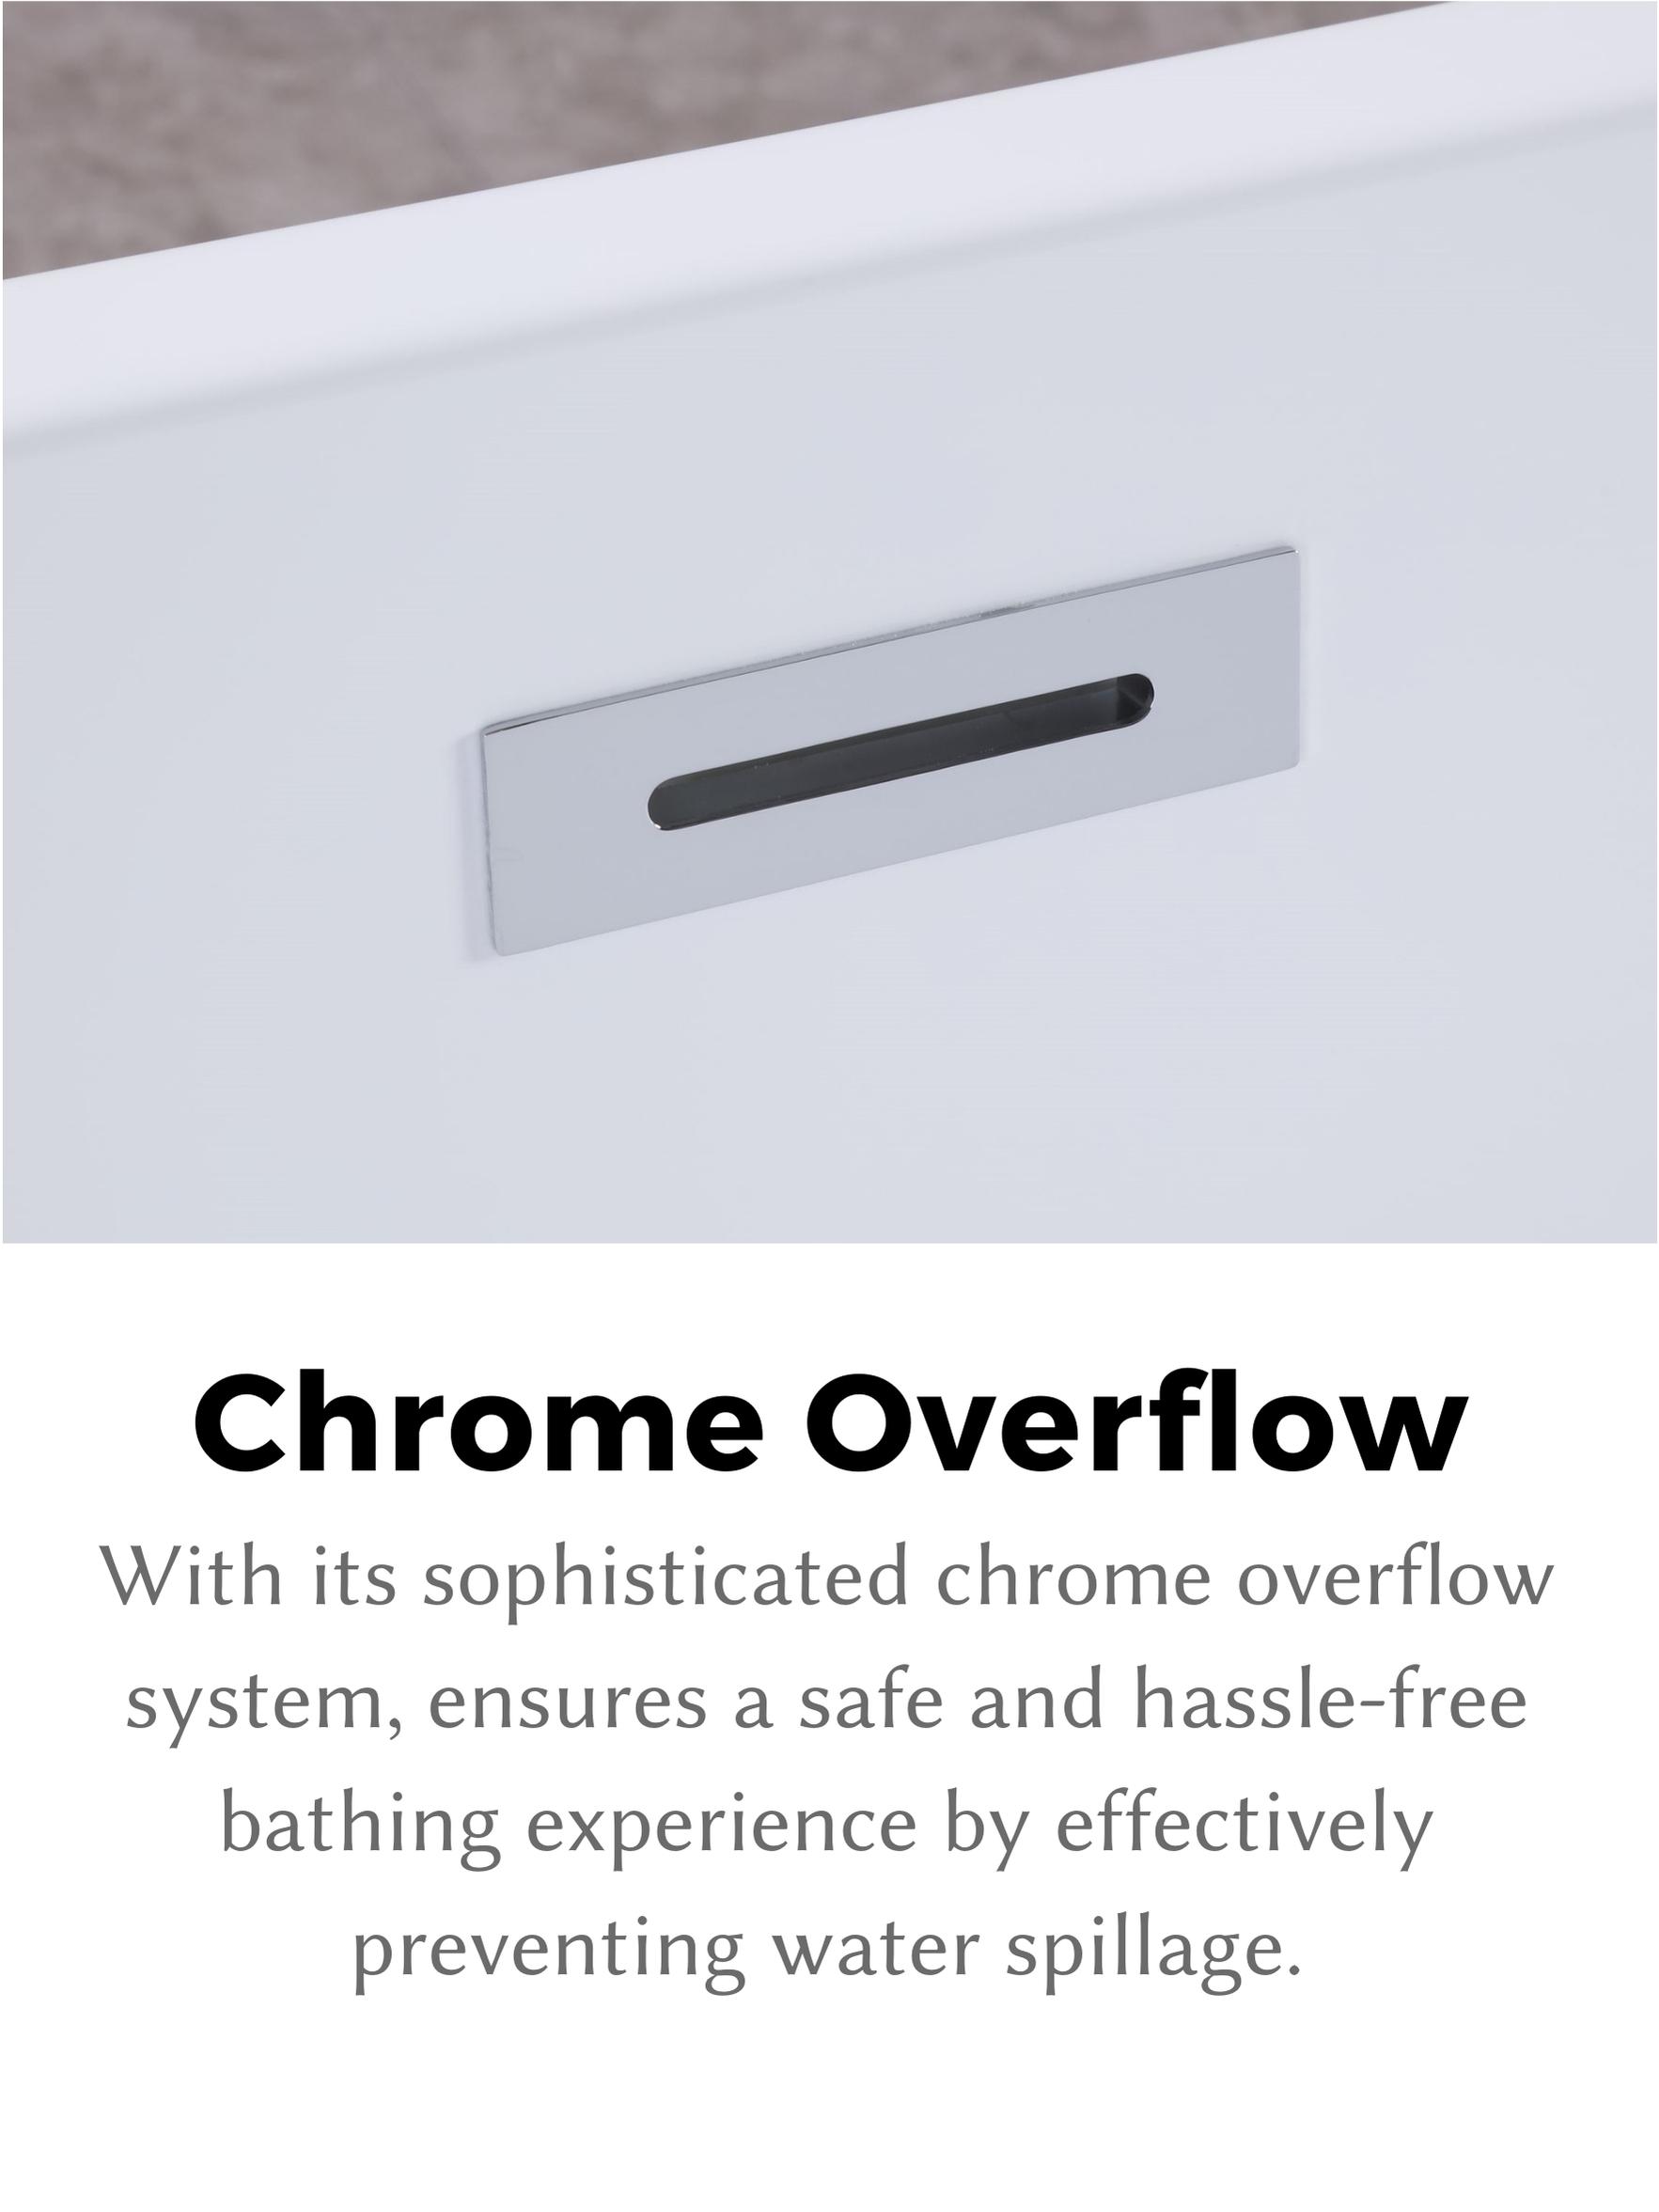 Chrome Overflow
With its sophisticated chrome overflow
system, ensures a safe and hassle-free
bathing experience by effectively
preventing water spillage.